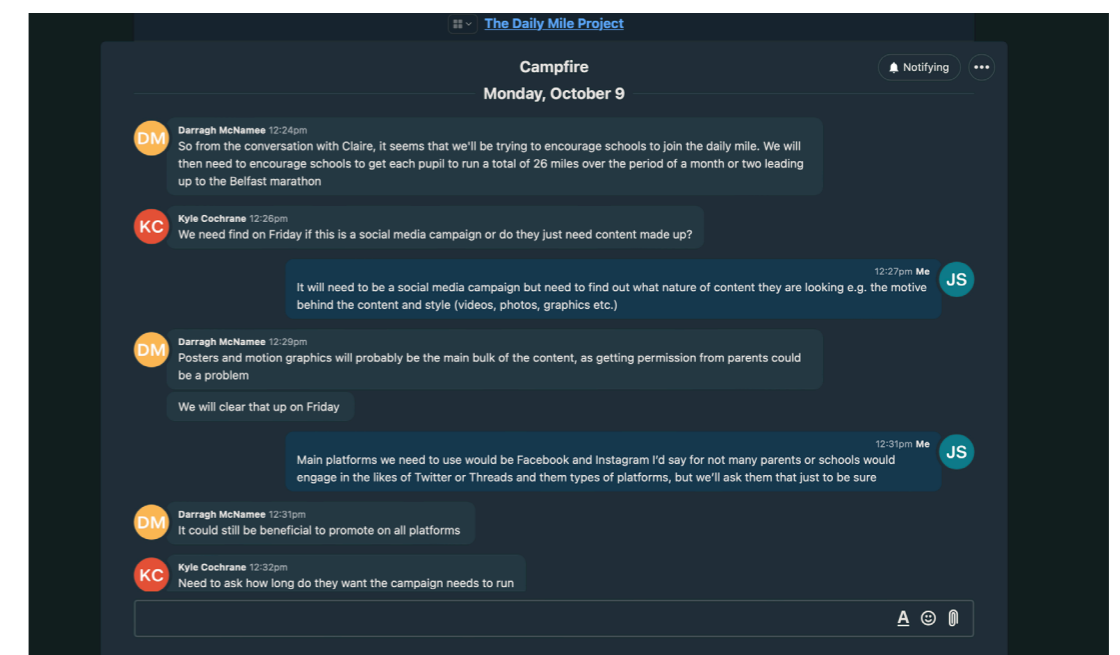 The Daily Mile Project
Campfire
Notifying
Monday, October 9
DM
Darragh McNamee 12:24pm
So from the conversation with Claire, it seems that we'll be trying to encourage schools to join the daily mile. We will
then need to encourage schools to get each pupil to run a total of 26 miles over the period of a month or two leading
up to the Belfast marathon
KC
Kyle Cochrane 12:26pm
We need find on Friday if this is a social media campaign or do they just need content made up?
12:27pm Me
JS
It will need to be a social media campaign but need to find out what nature of content they are looking e.g. the motive
behind the content and style (videos, photos, graphics etc.)
DM
Darragh McNamee 12:29pm
Posters and motion graphics will probably be the main bulk of the content, as getting permission from parents could
be a problem
We will clear that up on Friday
12:31pm Me
JS
Main platforms we need to use would be Facebook and Instagram I'd say for not many parents or schools would
engage in the likes of Twitter or Threads and them types of platforms, but we'll ask them that just to be sure
DM
Darragh McNamee 12:31pm
It could still be beneficial to promote on all platforms
KC
Kyle Cochrane 12:32pm
Need to ask how long do they want the campaign needs to run
A